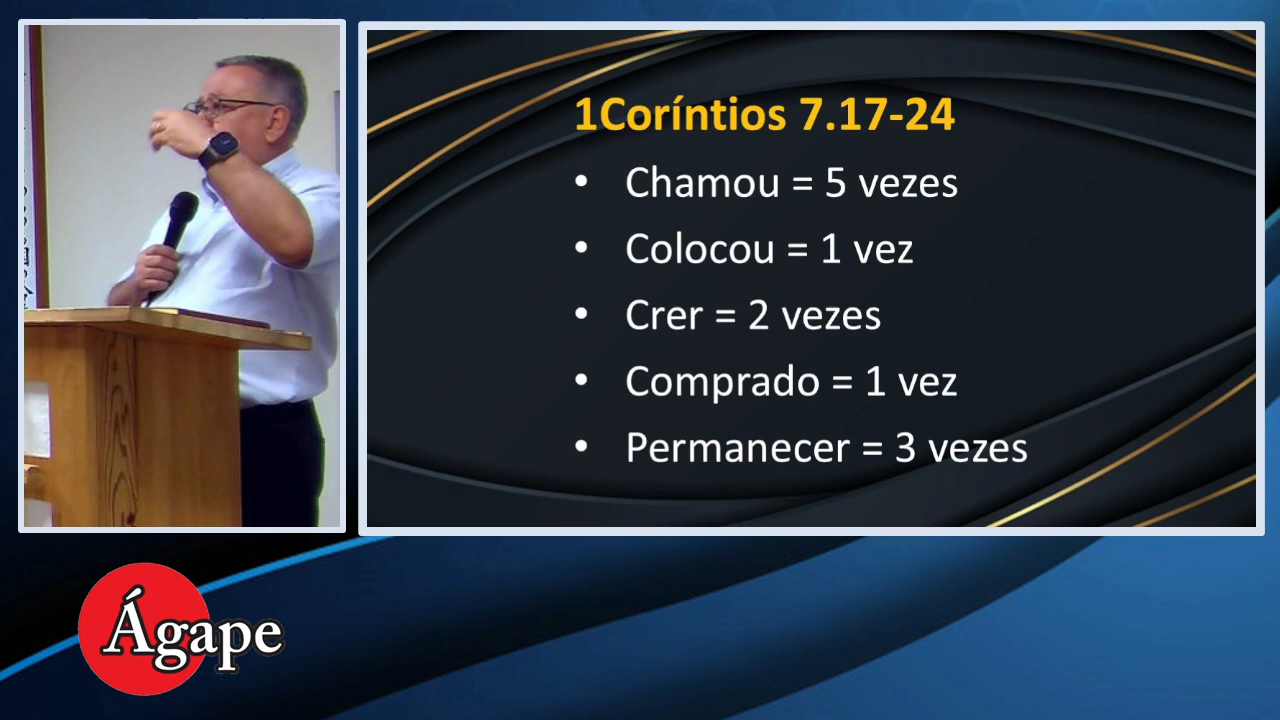 1Coríntios 7.17-24
• Chamou = 5 vezes
• Colocou = 1 vez
• Crer = 2 vezes
• Comprado = 1 vez
• Permanecer = 3 vezes
Ágape